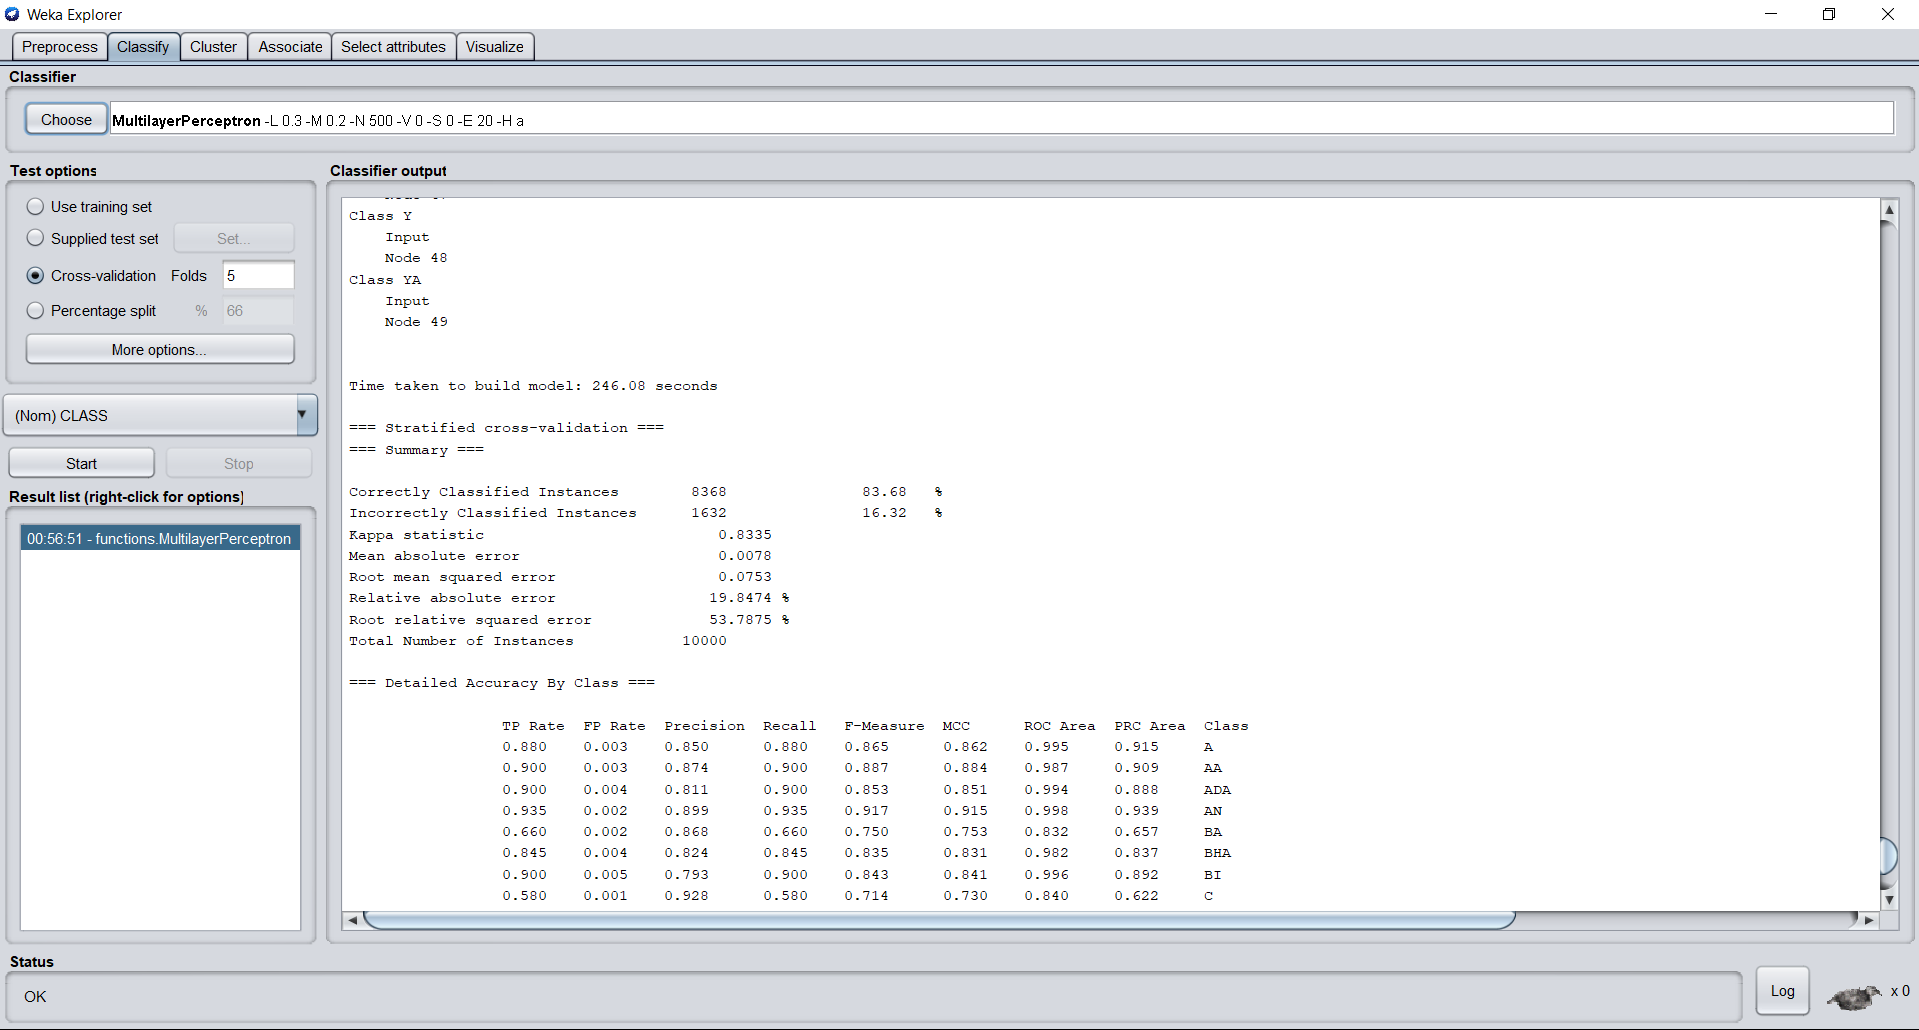 Weka Explorer
Preprocess Classify Cluster Associate Select attributes Visualize
Classifier
Choose MultilayerPerceptron -L 0.3 -M 0.2 -N 500 -V 0 -S 0 -E 20 -H a
Test options
Use training set
Supplied test set Set...
Cross-validation Folds 5
Percentage split % 66
More options...
(Nom) CLASS
Start Stop
Result list (right-click for options)
00:56:51 - functions.MultilayerPerceptron
Classifier output
Class Y
Input
Node 48
Class YA
Input
Node 49
Time taken to build model: 246.08 seconds
=== Stratified cross-validation ===
=== Summary ===
Correctly Classified Instances 8368 83.68 %
Incorrectly Classified Instances 1632 16.32 %
Kappa statistic 0.8335
Mean absolute error 0.0078
Root mean squared error 0.0753
Relative absolute error 19.8474 %
Root relative squared error 53.7875 %
Total Number of Instances 10000
=== Detailed Accuracy By Class ===
TP Rate FP Rate Precision Recall F-Measure MCC ROC Area PRC Area Class
0.880 0.003 0.850 0.880 0.865 0.862 0.995 0.915 A
0.900 0.003 0.874 0.900 0.887 0.884 0.987 0.909 AA
0.900 0.004 0.811 0.900 0.853 0.851 0.994 0.888 ADA
0.935 0.002 0.899 0.935 0.917 0.915 0.998 0.939 AN
0.660 0.002 0.868 0.660 0.750 0.753 0.832 0.657 BA
0.845 0.004 0.824 0.845 0.835 0.831 0.982 0.837 BHA
0.900 0.005 0.793 0.900 0.843 0.841 0.996 0.892 BI
0.580 0.001 0.928 0.580 0.714 0.730 0.840 0.622 C
Status
OK
Log x 0